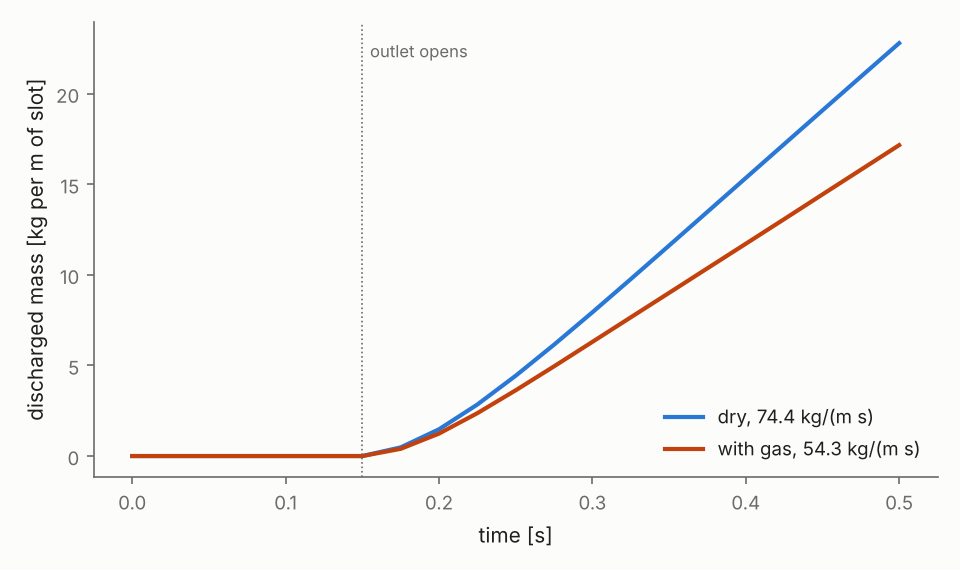 outlet opens
discharged mass [kg per m of slot]
20
15
10
5
0
dry, 74.4 kg/(m s)
with gas, 54.3 kg/(m s)
0.0 0.1 0.2 0.3 0.4 0.5
time [s]